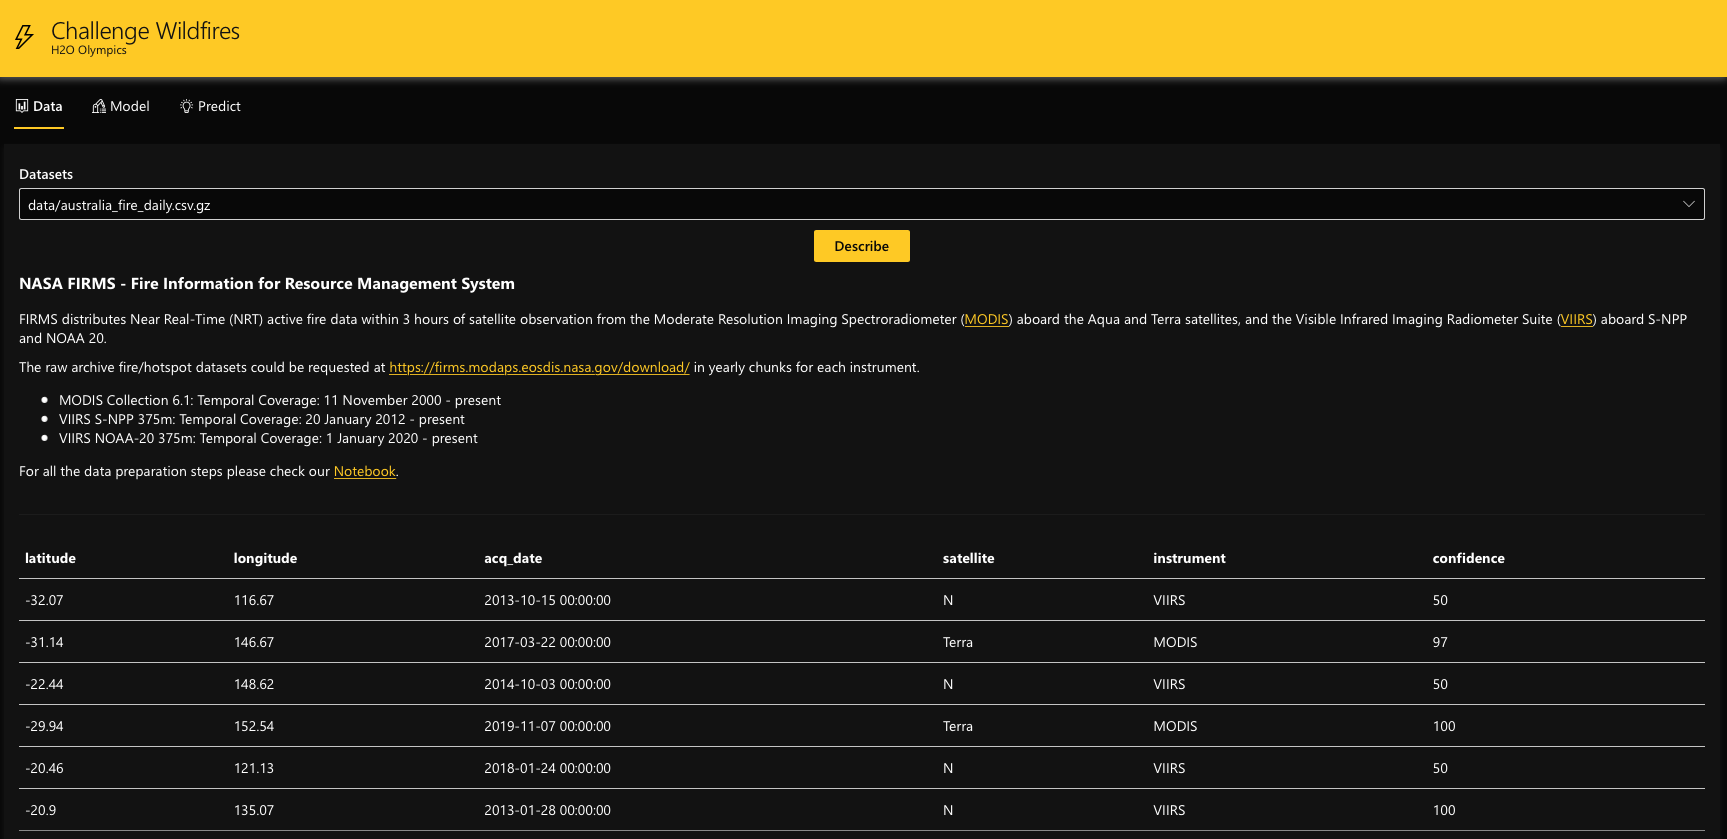 Challenge Wildfires
H2O Olympics
Data Model Predict
Datasets
data/australia_fire_daily.csv.gz
Describe
NASA FIRMS - Fire Information for Resource Management System
FIRMS distributes Near Real-Time (NRT) active fire data within 3 hours of satellite observation from the Moderate Resolution Imaging Spectroradiometer (MODIS) aboard the Aqua and Terra satellites, and the Visible Infrared Imaging Radiometer Suite (VIIRS) aboard S-NPP
and NOAA 20.
The raw archive fire/hotspot datasets could be requested at https://firms.modaps.eosdis.nasa.gov/download/ in yearly chunks for each instrument.
MODIS Collection 6.1: Temporal Coverage: 11 November 2000 - present
VIIRS S-NPP 375m: Temporal Coverage: 20 January 2012 - present
VIIRS NOAA-20 375m: Temporal Coverage: 1 January 2020 - present
For all the data preparation steps please check our Notebook.
latitude longitude acq_date satellite instrument confidence
-32.07 116.67 2013-10-15 00:00:00 N VIIRS 50
-31.14 146.67 2017-03-22 00:00:00 Terra MODIS 97
-22.44 148.62 2014-10-03 00:00:00 N VIIRS 50
-29.94 152.54 2019-11-07 00:00:00 Terra MODIS 100
-20.46 121.13 2018-01-24 00:00:00 N VIIRS 50
-20.9 135.07 2013-01-28 00:00:00 N VIIRS 100